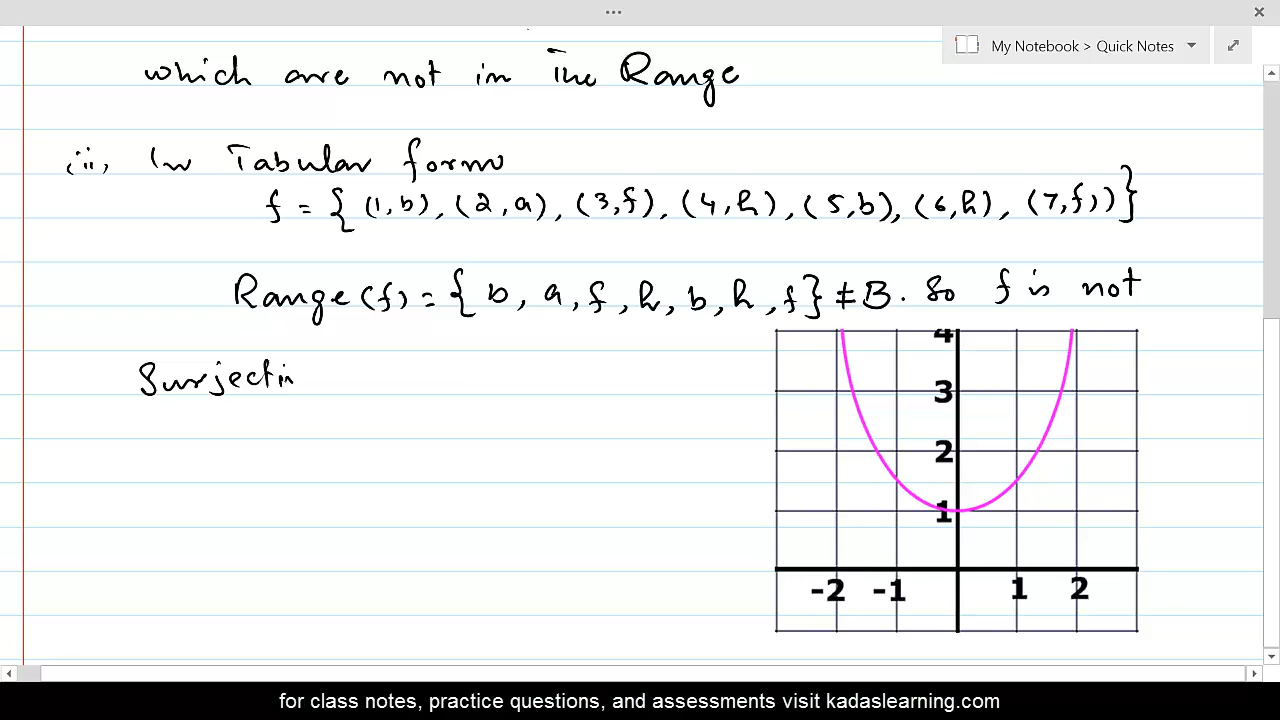 My Notebook > Quick Notes
which are not in the Range
(ii) In Tabular form
f = { (1,b), (2,a), (3,f), (4,h), (5,b), (6,h), (7,f)) }
Range(f) = { b, a, f, h, b, h, f } ≠ B. So f is not
Surjecti
4
3
2
1
-2 -1 1 2
for class notes, practice questions, and assessments visit kadaslearning.com